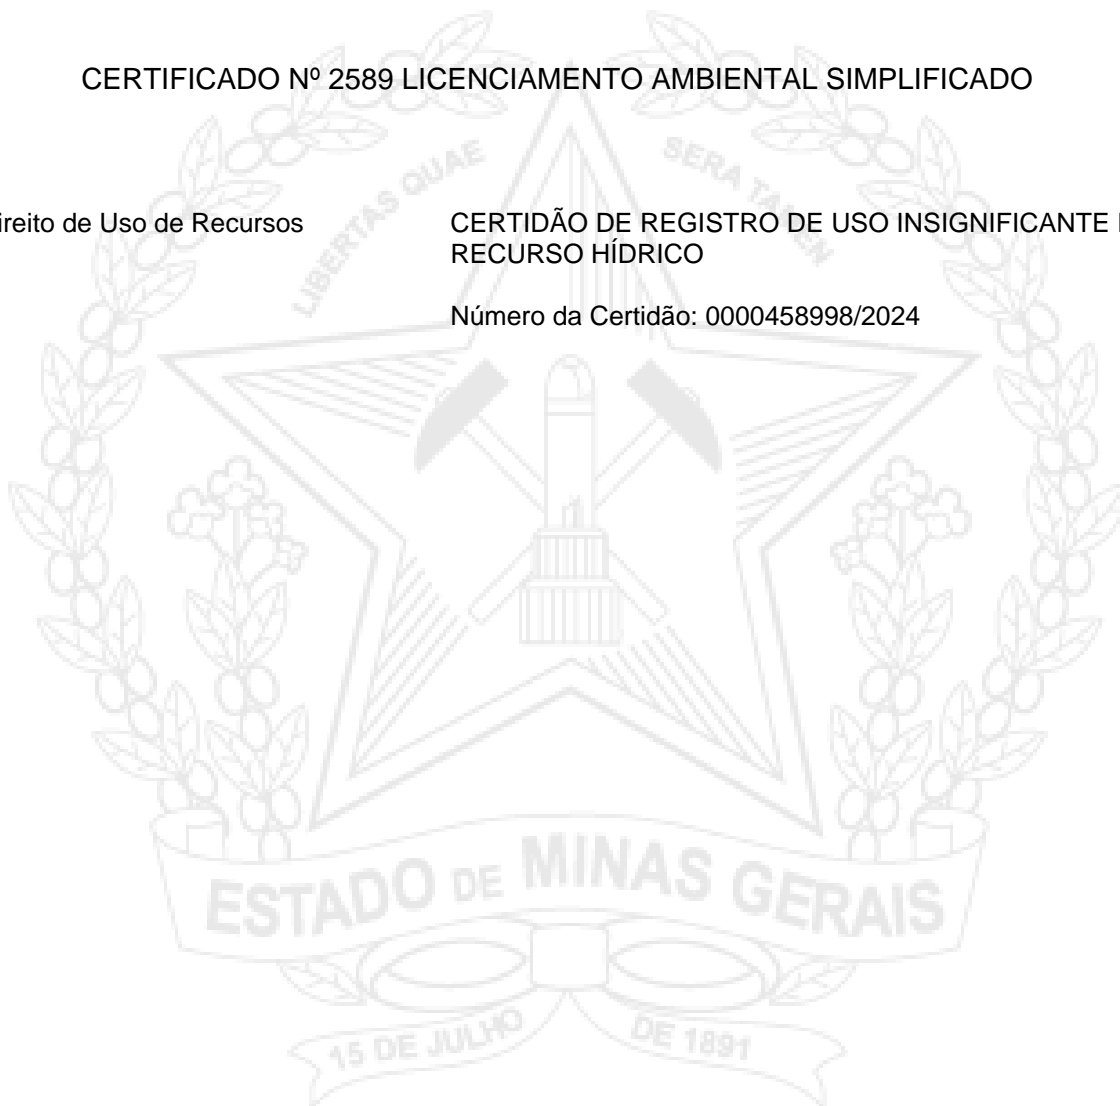 CERTIFICADO Nº 2589 LICENCIAMENTO AMBIENTAL SIMPLIFICADO
LIBERTAS QUAE SERA TAMEN
ireito de Uso de Recursos
CERTIDÃO DE REGISTRO DE USO INSIGNIFICANTE
RECURSO HÍDRICO
Número da Certidão: 0000458998/2024
ESTADO DE MINAS GERAIS
15 DE JULHO DE 1891